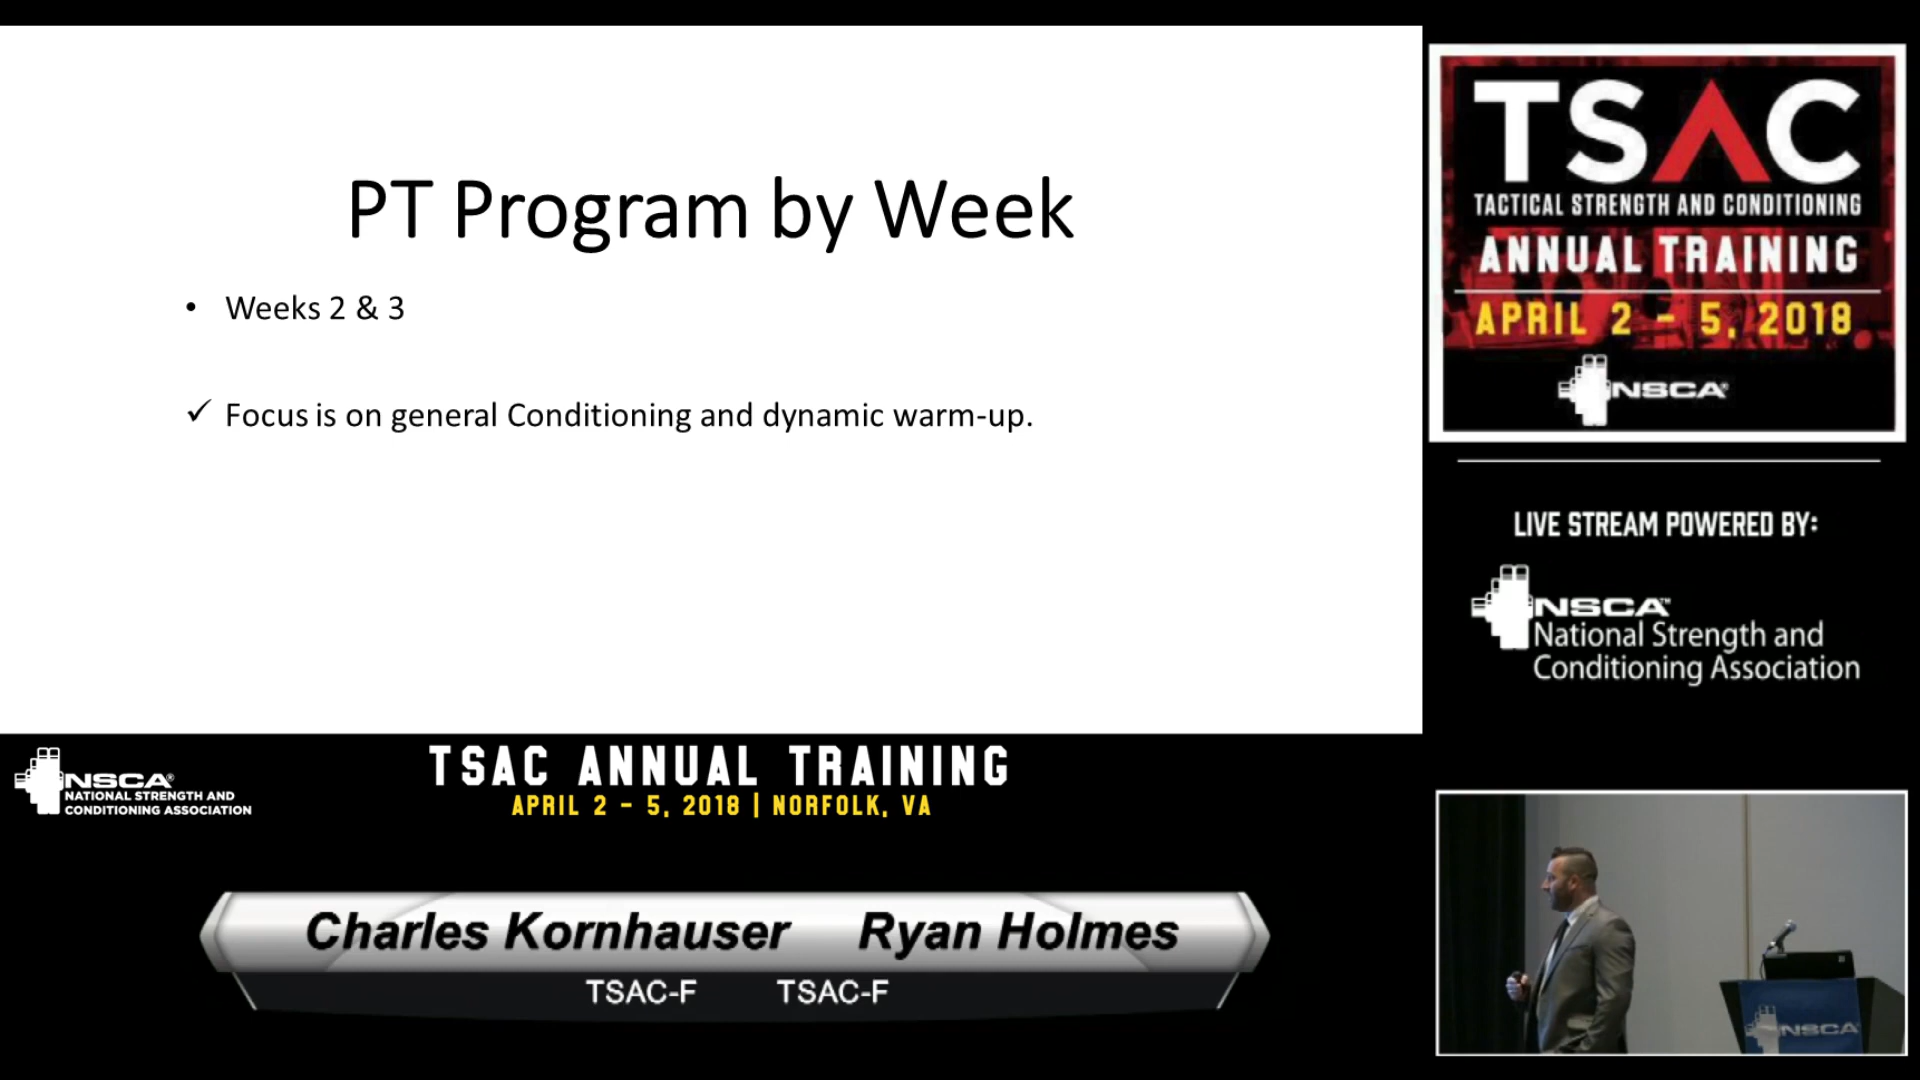 PT Program by Week
• Weeks 2 & 3
✓ Focus is on general Conditioning and dynamic warm-up.
TSAC
TACTICAL STRENGTH AND CONDITIONING
ANNUAL TRAINING
APRIL 2 - 5, 2018
NSCA®
LIVE STREAM POWERED BY:
NSCA™
National Strength and
Conditioning Association
NSCA®
NATIONAL STRENGTH AND
CONDITIONING ASSOCIATION
TSAC ANNUAL TRAINING
APRIL 2 - 5, 2018 | NORFOLK, VA
Charles Kornhauser Ryan Holmes
TSAC-F TSAC-F
NSCA